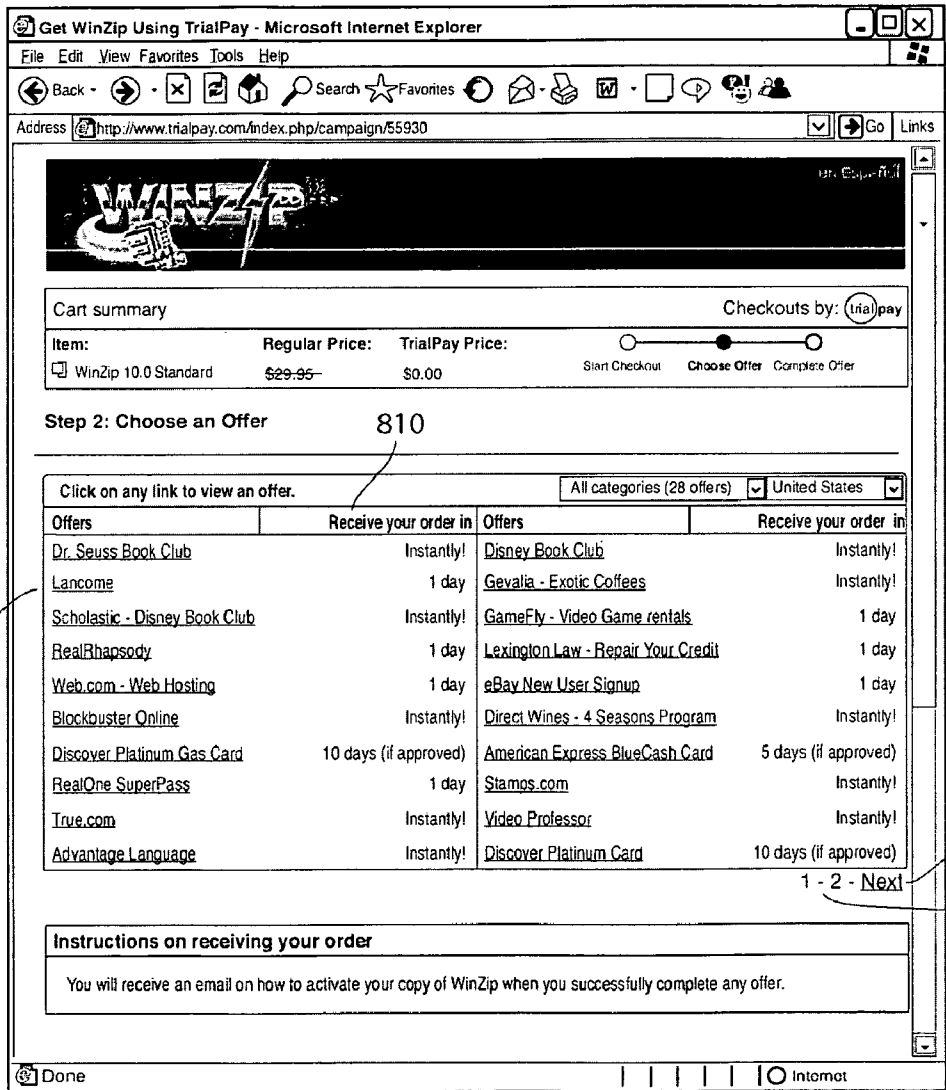 Get WinZip Using TrialPay - Microsoft Internet Explorer
File Edit View Favorites Tools Help
Back Search Favorites W
Address http://www.trialpay.com/index.php/campaign/55930 Go Links
WINZIP en Español
Cart summary Checkouts by: trialpay
Item: Regular Price: TrialPay Price:
WinZip 10.0 Standard $29.95 $0.00
Start Checkout Choose Offer Complete Offer
Step 2: Choose an Offer 810
Click on any link to view an offer. All categories (28 offers) United States
Offers Receive your order in Offers Receive your order in
Dr. Seuss Book Club Instantly! Disney Book Club Instantly!
Lancome 1 day Gevalia - Exotic Coffees Instantly!
Scholastic - Disney Book Club Instantly! GameFly - Video Game rentals 1 day
RealRhapsody 1 day Lexington Law - Repair Your Credit 1 day
Web.com - Web Hosting 1 day eBay New User Signup 1 day
Blockbuster Online Instantly! Direct Wines - 4 Seasons Program Instantly!
Discover Platinum Gas Card 10 days (if approved) American Express BlueCash Card 5 days (if approved)
RealOne SuperPass 1 day Stamps.com Instantly!
True.com Instantly! Video Professor Instantly!
Advantage Language Instantly! Discover Platinum Card 10 days (if approved)
1 - 2 - Next
Instructions on receiving your order
You will receive an email on how to activate your copy of WinZip when you successfully complete any offer.
Done Internet